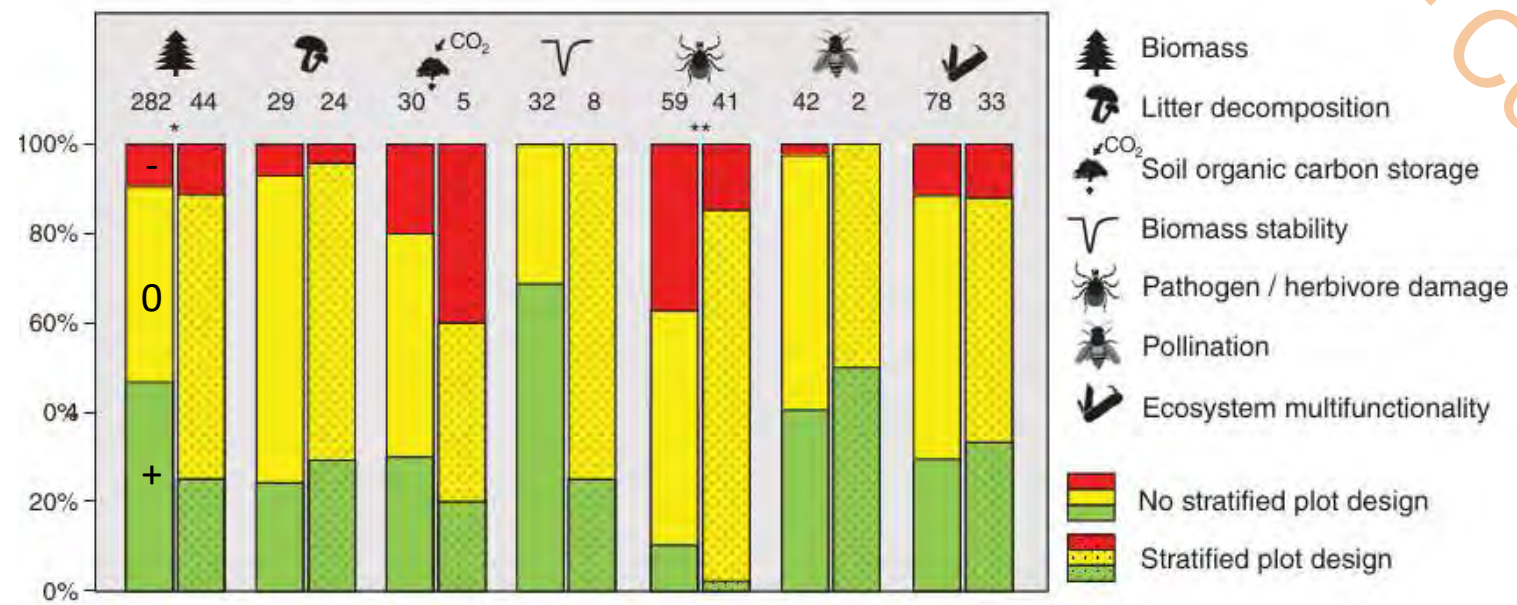 CO2
282 44 29 24 30 5 32 8 59 41 42 2 78 33
* **
100%
80%
60%
0%4
20%
0%
-
0
+
Biomass
Litter decomposition
CO2
Soil organic carbon storage
Biomass stability
Pathogen / herbivore damage
Pollination
Ecosystem multifunctionality
No stratified plot design
Stratified plot design